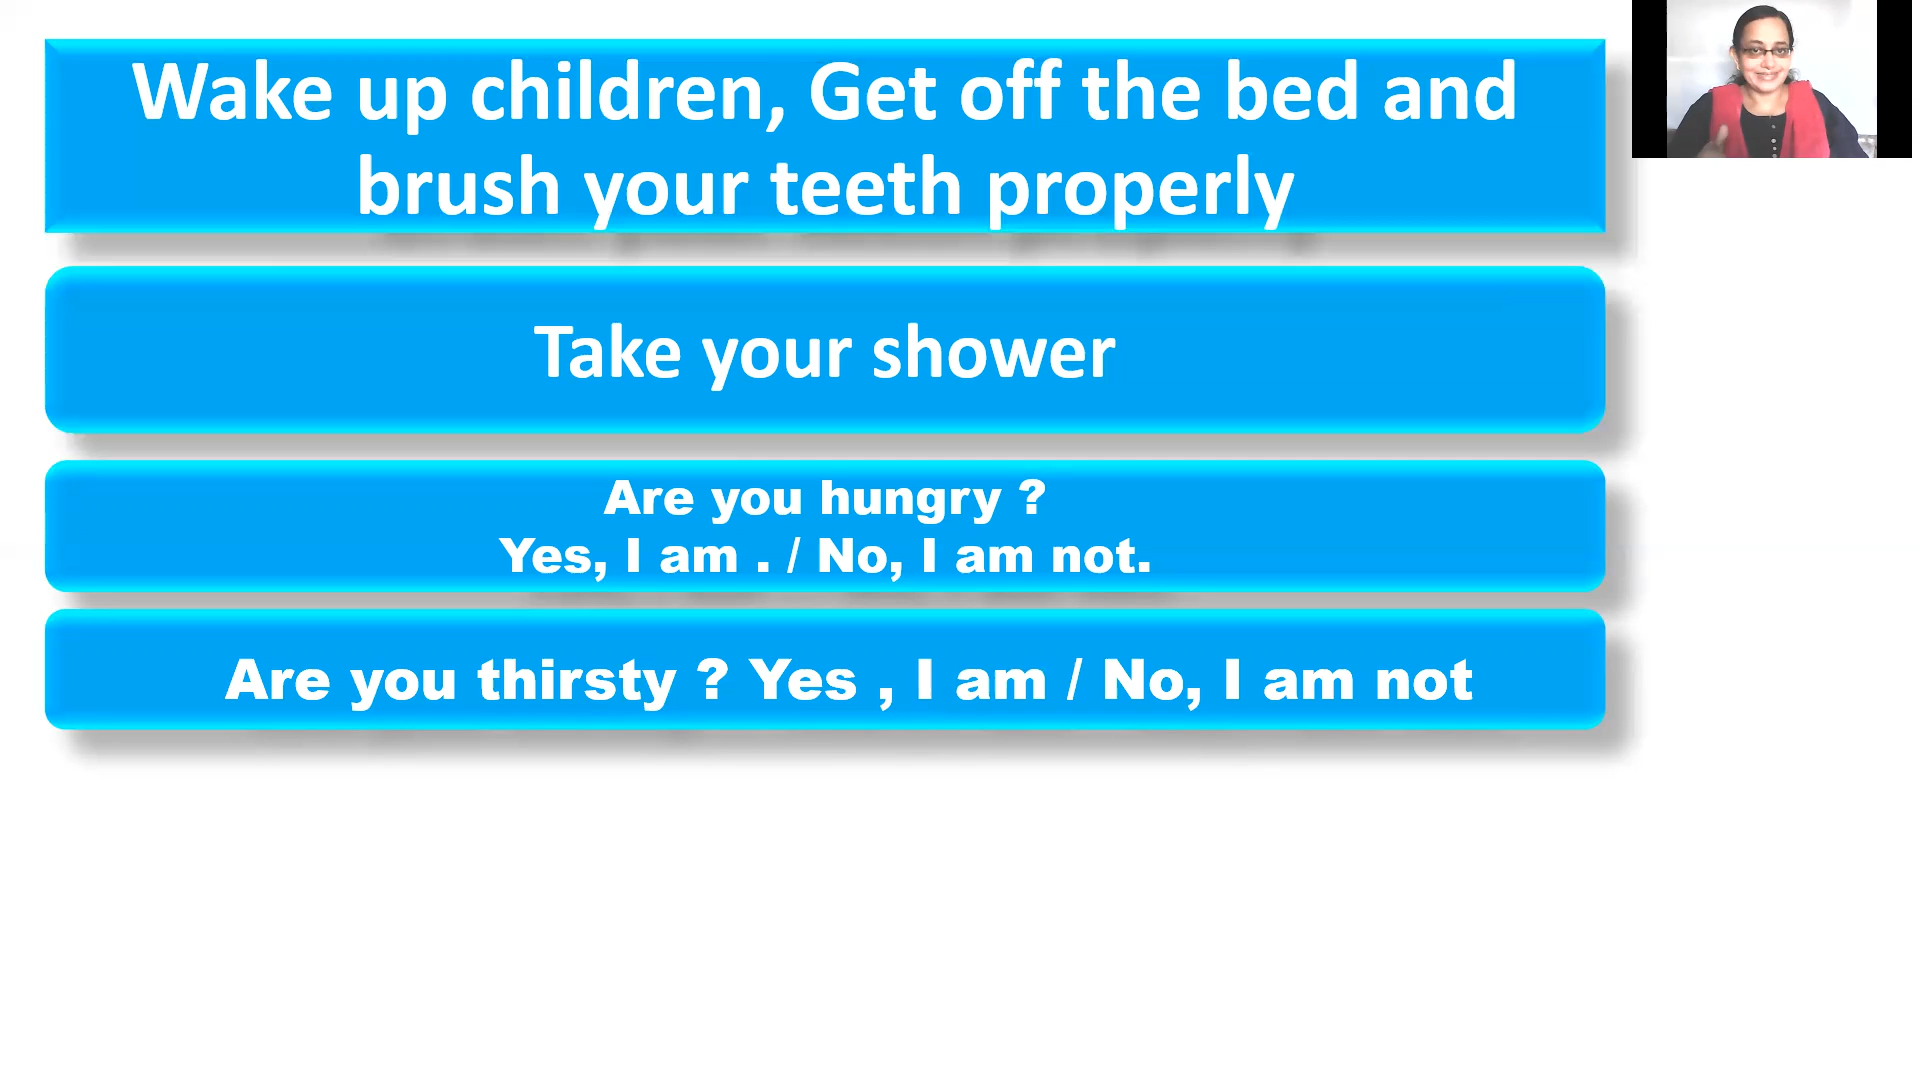 Wake up children, Get off the bed and
brush your teeth properly
Take your shower
Are you hungry ?
Yes, I am . / No, I am not.
Are you thirsty ? Yes , I am / No, I am not